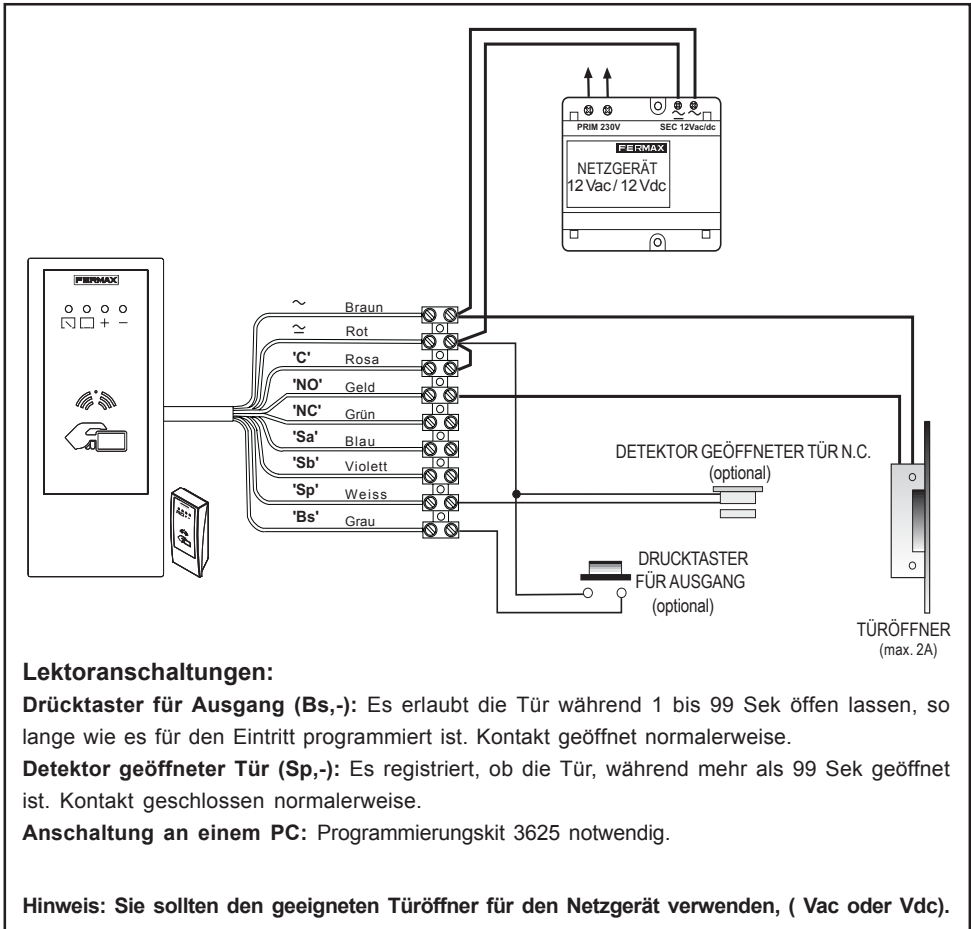 PRIM 230V SEC 12Vac/dc
FERMAX
NETZGERÄT
12 Vac / 12 Vdc
FERMAX
~ Braun
≃ Rot
'C' Rosa
'NO' Geld
'NC' Grün
'Sa' Blau
'Sb' Violett
'Sp' Weiss
'Bs' Grau
DETEKTOR GEÖFFNETER TÜR N.C.
(optional)
DRUCKTASTER
FÜR AUSGANG
(optional)
TÜRÖFFNER
(max. 2A)
Lektoranschaltungen:
Drücktaster für Ausgang (Bs,-): Es erlaubt die Tür während 1 bis 99 Sek öffen lassen, so
lange wie es für den Eintritt programmiert ist. Kontakt geöffnet normalerweise.
Detektor geöffneter Tür (Sp,-): Es registriert, ob die Tür, während mehr als 99 Sek geöffnet
ist. Kontakt geschlossen normalerweise.
Anschaltung an einem PC: Programmierungskit 3625 notwendig.
Hinweis: Sie sollten den geeigneten Türöffner für den Netzgerät verwenden, ( Vac oder Vdc).